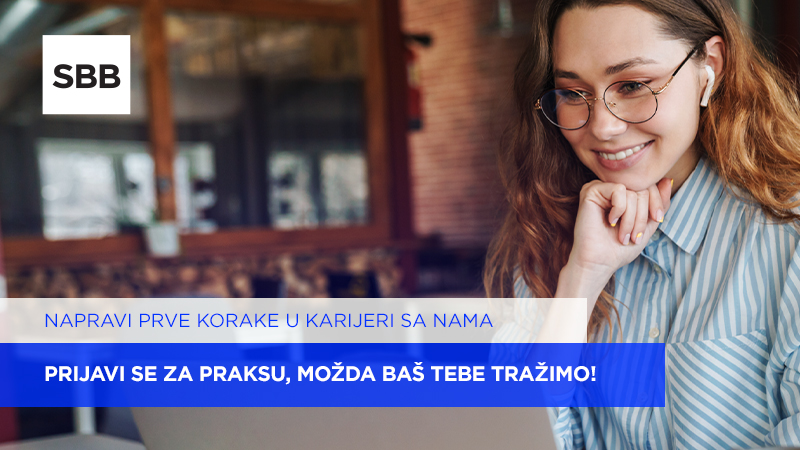 SBB
NAPRAVI PRVE KORAKE U KARIJERI SA NAMA
PRIJAVI SE ZA PRAKSU, MOŽDA BAŠ TEBE TRAŽIMO!